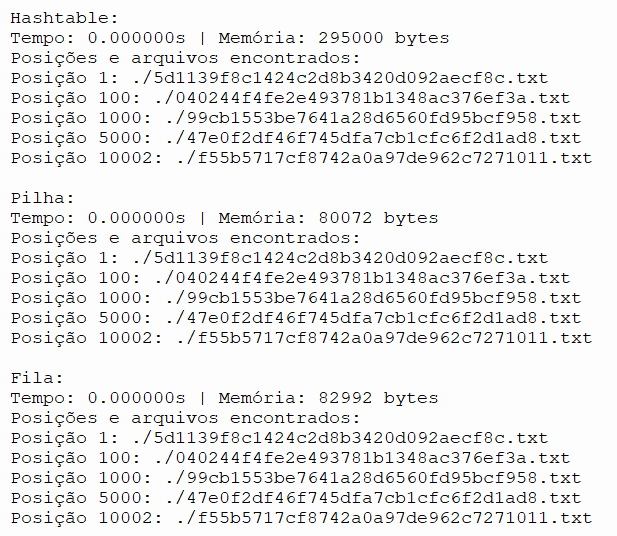 Hashtable:
Tempo: 0.000000s | Memória: 295000 bytes
Posições e arquivos encontrados:
Posição 1: ./5d1139f8c1424c2d8b3420d092aecf8c.txt
Posição 100: ./040244f4fe2e493781b1348ac376ef3a.txt
Posição 1000: ./99cb1553be7641a28d6560fd95bcf958.txt
Posição 5000: ./47e0f2df46f745dfa7cb1cfc6f2d1ad8.txt
Posição 10002: ./f55b5717cf8742a0a97de962c7271011.txt
Pilha:
Tempo: 0.000000s | Memória: 80072 bytes
Posições e arquivos encontrados:
Posição 1: ./5d1139f8c1424c2d8b3420d092aecf8c.txt
Posição 100: ./040244f4fe2e493781b1348ac376ef3a.txt
Posição 1000: ./99cb1553be7641a28d6560fd95bcf958.txt
Posição 5000: ./47e0f2df46f745dfa7cb1cfc6f2d1ad8.txt
Posição 10002: ./f55b5717cf8742a0a97de962c7271011.txt
Fila:
Tempo: 0.000000s | Memória: 82992 bytes
Posições e arquivos encontrados:
Posição 1: ./5d1139f8c1424c2d8b3420d092aecf8c.txt
Posição 100: ./040244f4fe2e493781b1348ac376ef3a.txt
Posição 1000: ./99cb1553be7641a28d6560fd95bcf958.txt
Posição 5000: ./47e0f2df46f745dfa7cb1cfc6f2d1ad8.txt
Posição 10002: ./f55b5717cf8742a0a97de962c7271011.txt